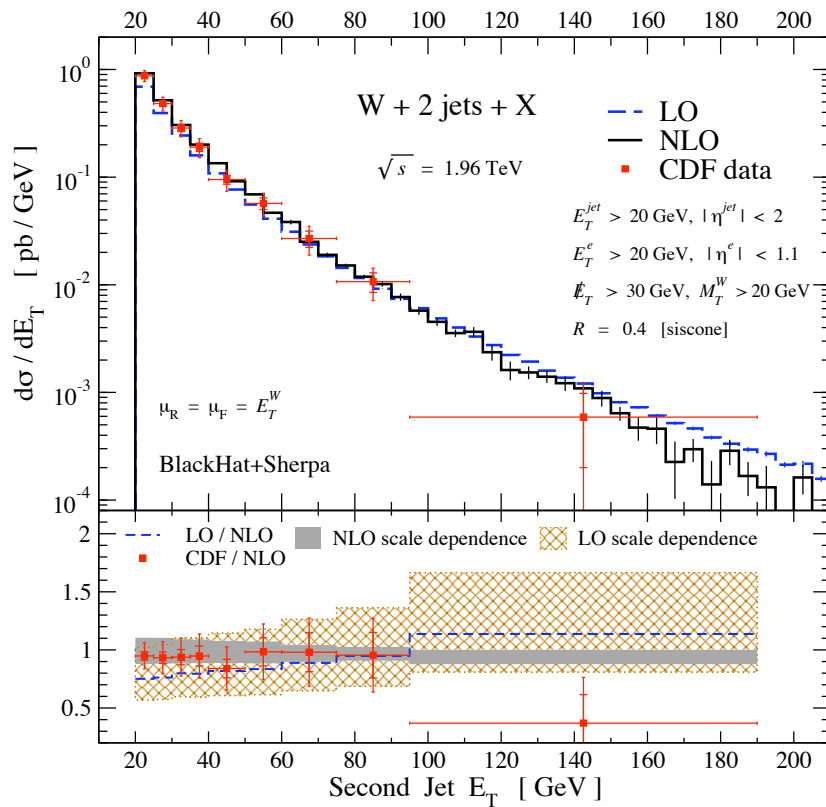 20 40 60 80 100 120 140 160 180 200
10^0
10^-1
10^-2
10^-3
10^-4
dσ / dE_T [ pb / GeV ]
W + 2 jets + X
√s = 1.96 TeV
LO
NLO
CDF data
E_T^jet > 20 GeV, | η^jet | < 2
E_T^e > 20 GeV, | η^e | < 1.1
E̸_T > 30 GeV, M_T^W > 20 GeV
R = 0.4 [siscone]
μ_R = μ_F = E_T^W
BlackHat+Sherpa
2
1.5
1
0.5
LO / NLO
CDF / NLO
NLO scale dependence
LO scale dependence
20 40 60 80 100 120 140 160 180 200
Second Jet E_T [ GeV ]